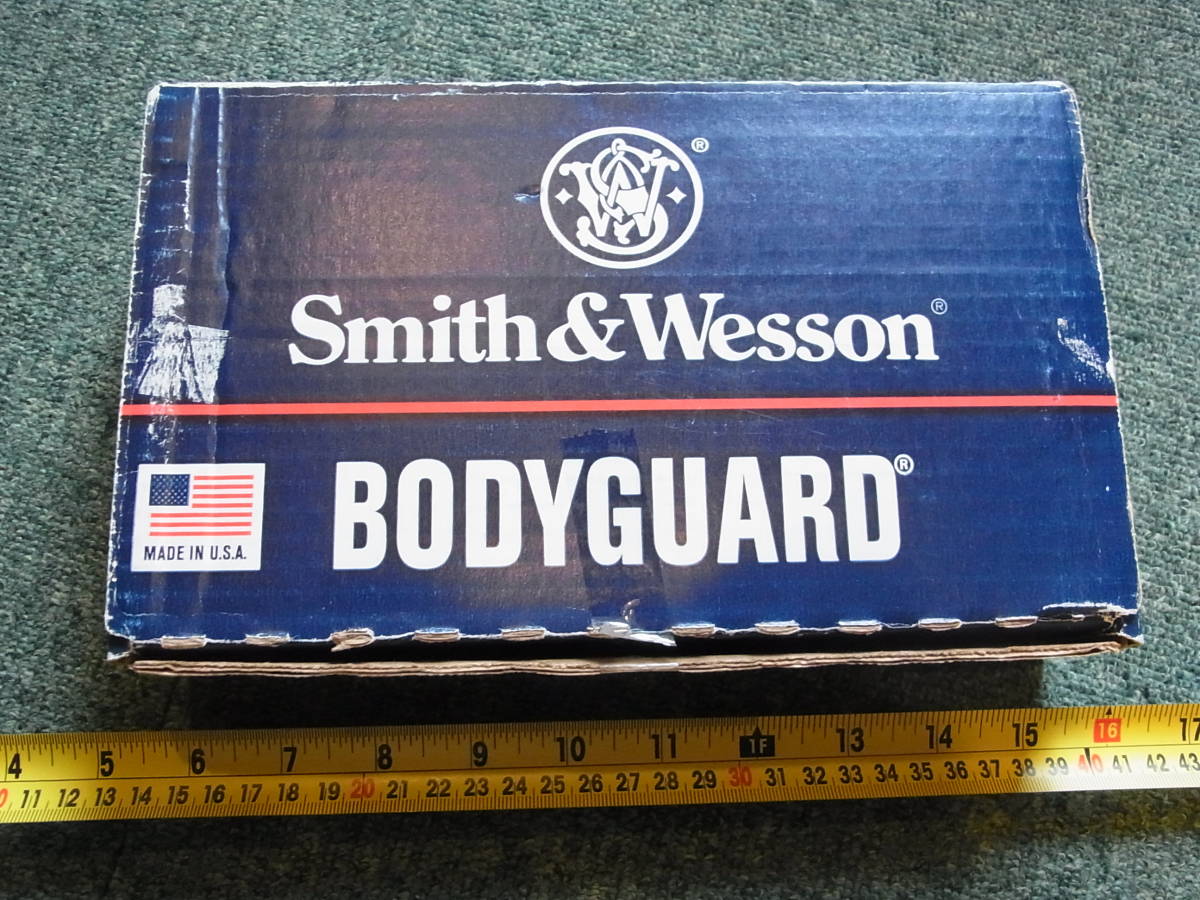 ®
Smith & Wesson®
BODYGUARD®
MADE IN U.S.A.
4 5 6 7 8 9 10 11 1F 13 14 15 16 17
0 11 12 13 14 15 16 17 18 19 20 21 22 23 24 25 26 27 28 29 30 31 32 33 34 35 36 37 38 39 40 41 42 43